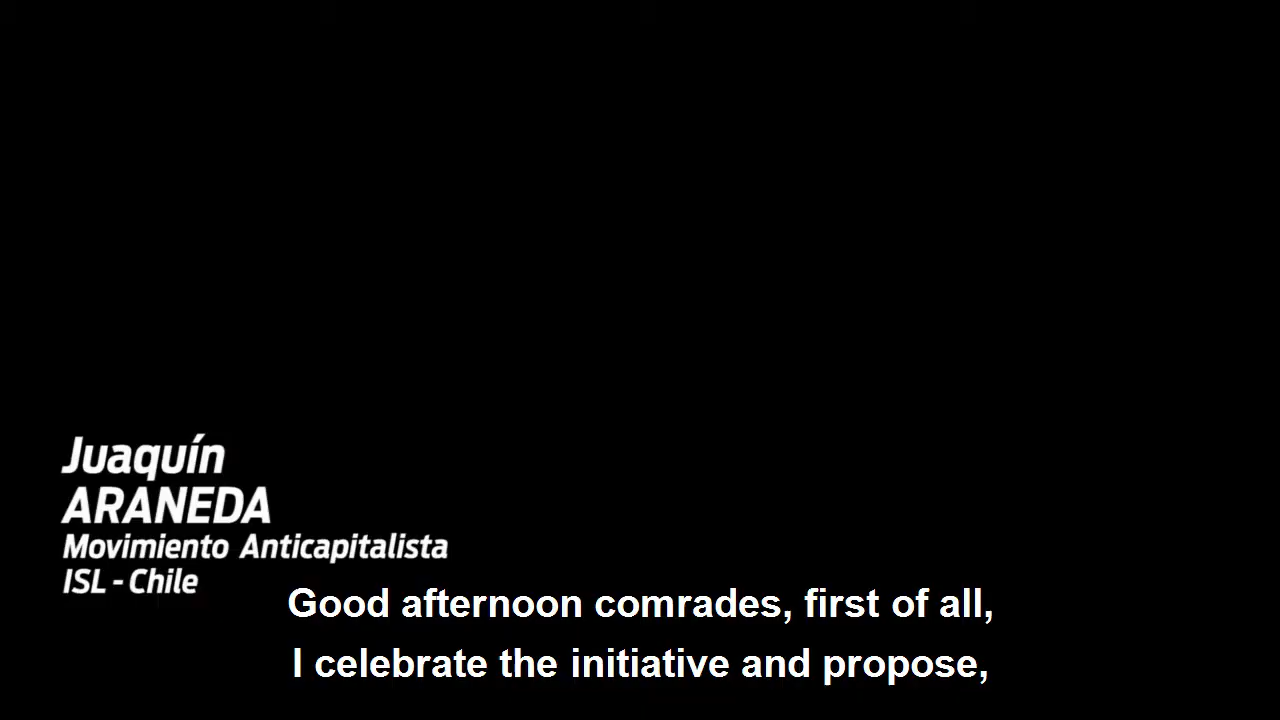 Juaquín
ARANEDA
Movimiento Anticapitalista
ISL - Chile
Good afternoon comrades, first of all,
I celebrate the initiative and propose,